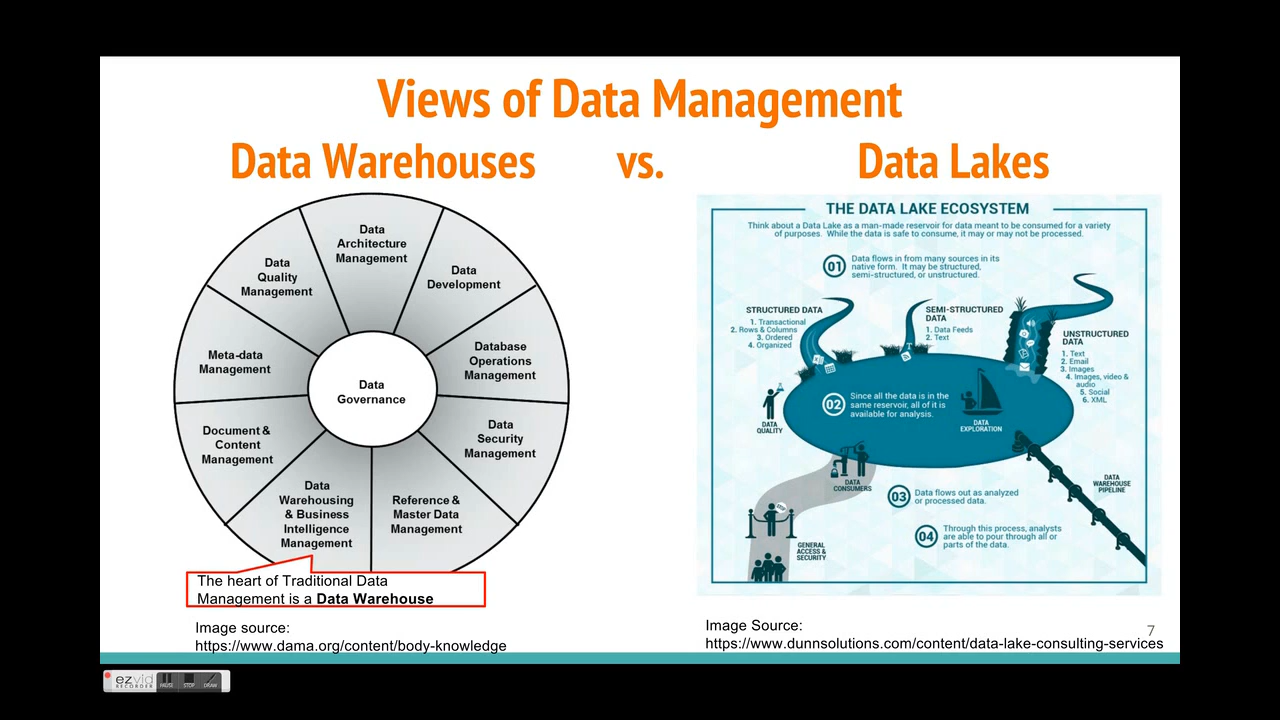 Views of Data Management
Data Warehouses vs. Data Lakes
Data
Architecture
Management
Data
Development
Database
Operations
Management
Data
Security
Management
Reference &
Master Data
Management
Data
Warehousing
& Business
Intelligence
Management
Document &
Content
Management
Meta-data
Management
Data
Quality
Management
Data
Governance
The heart of Traditional Data
Management is a Data Warehouse
Image source:
https://www.dama.org/content/body-knowledge
THE DATA LAKE ECOSYSTEM
Think about a Data Lake as a man-made reservoir for data meant to be consumed for a variety
of purposes. While the data is safe to consume, it may or may not be processed.
01
Data flows in from many sources in its
native form. It may be structured,
semi-structured, or unstructured.
STRUCTURED DATA
1. Transactional
2. Rows & Columns
3. Ordered
4. Organized
SEMI-STRUCTURED
DATA
1. Data Feeds
2. Text
UNSTRUCTURED
DATA
1. Text
2. Email
3. Images
4. Images, video &
audio
5. Social
6. XML
02
Since all the data is in the
same reservoir, all of it is
available for analysis.
DATA
QUALITY
DATA
EXPLORATION
DATA
CONSUMERS
DATA
WAREHOUSE
PIPELINE
03
Data flows out as analyzed
or processed data.
04
Through this process, analysts
are able to pour through all or
parts of the data.
GENERAL
ACCESS &
SECURITY
Image Source:
https://www.dunnsolutions.com/content/data-lake-consulting-services
7
ezvid
RECORDER
PAUSE
STOP
DRAW